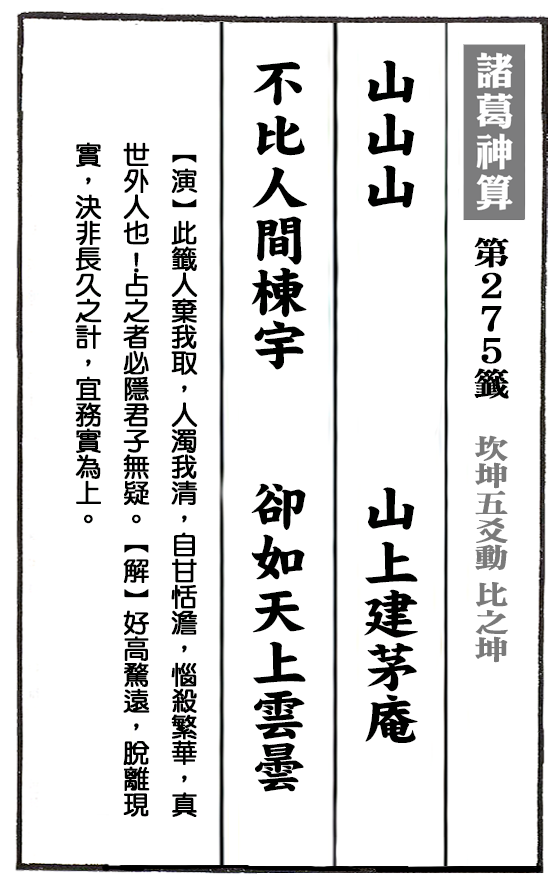 諸葛神算 第275籤 坎坤五爻動 比之坤
山山山 山上建茅庵
不比人間棟宇 卻如天上雲曇
【演】此籤人棄我取，人濁我清，自甘恬澹，惱殺繁華，真
世外人也！占之者必隱君子無疑。【解】好高騖遠，脫離現
實，決非長久之計，宜務實為上。